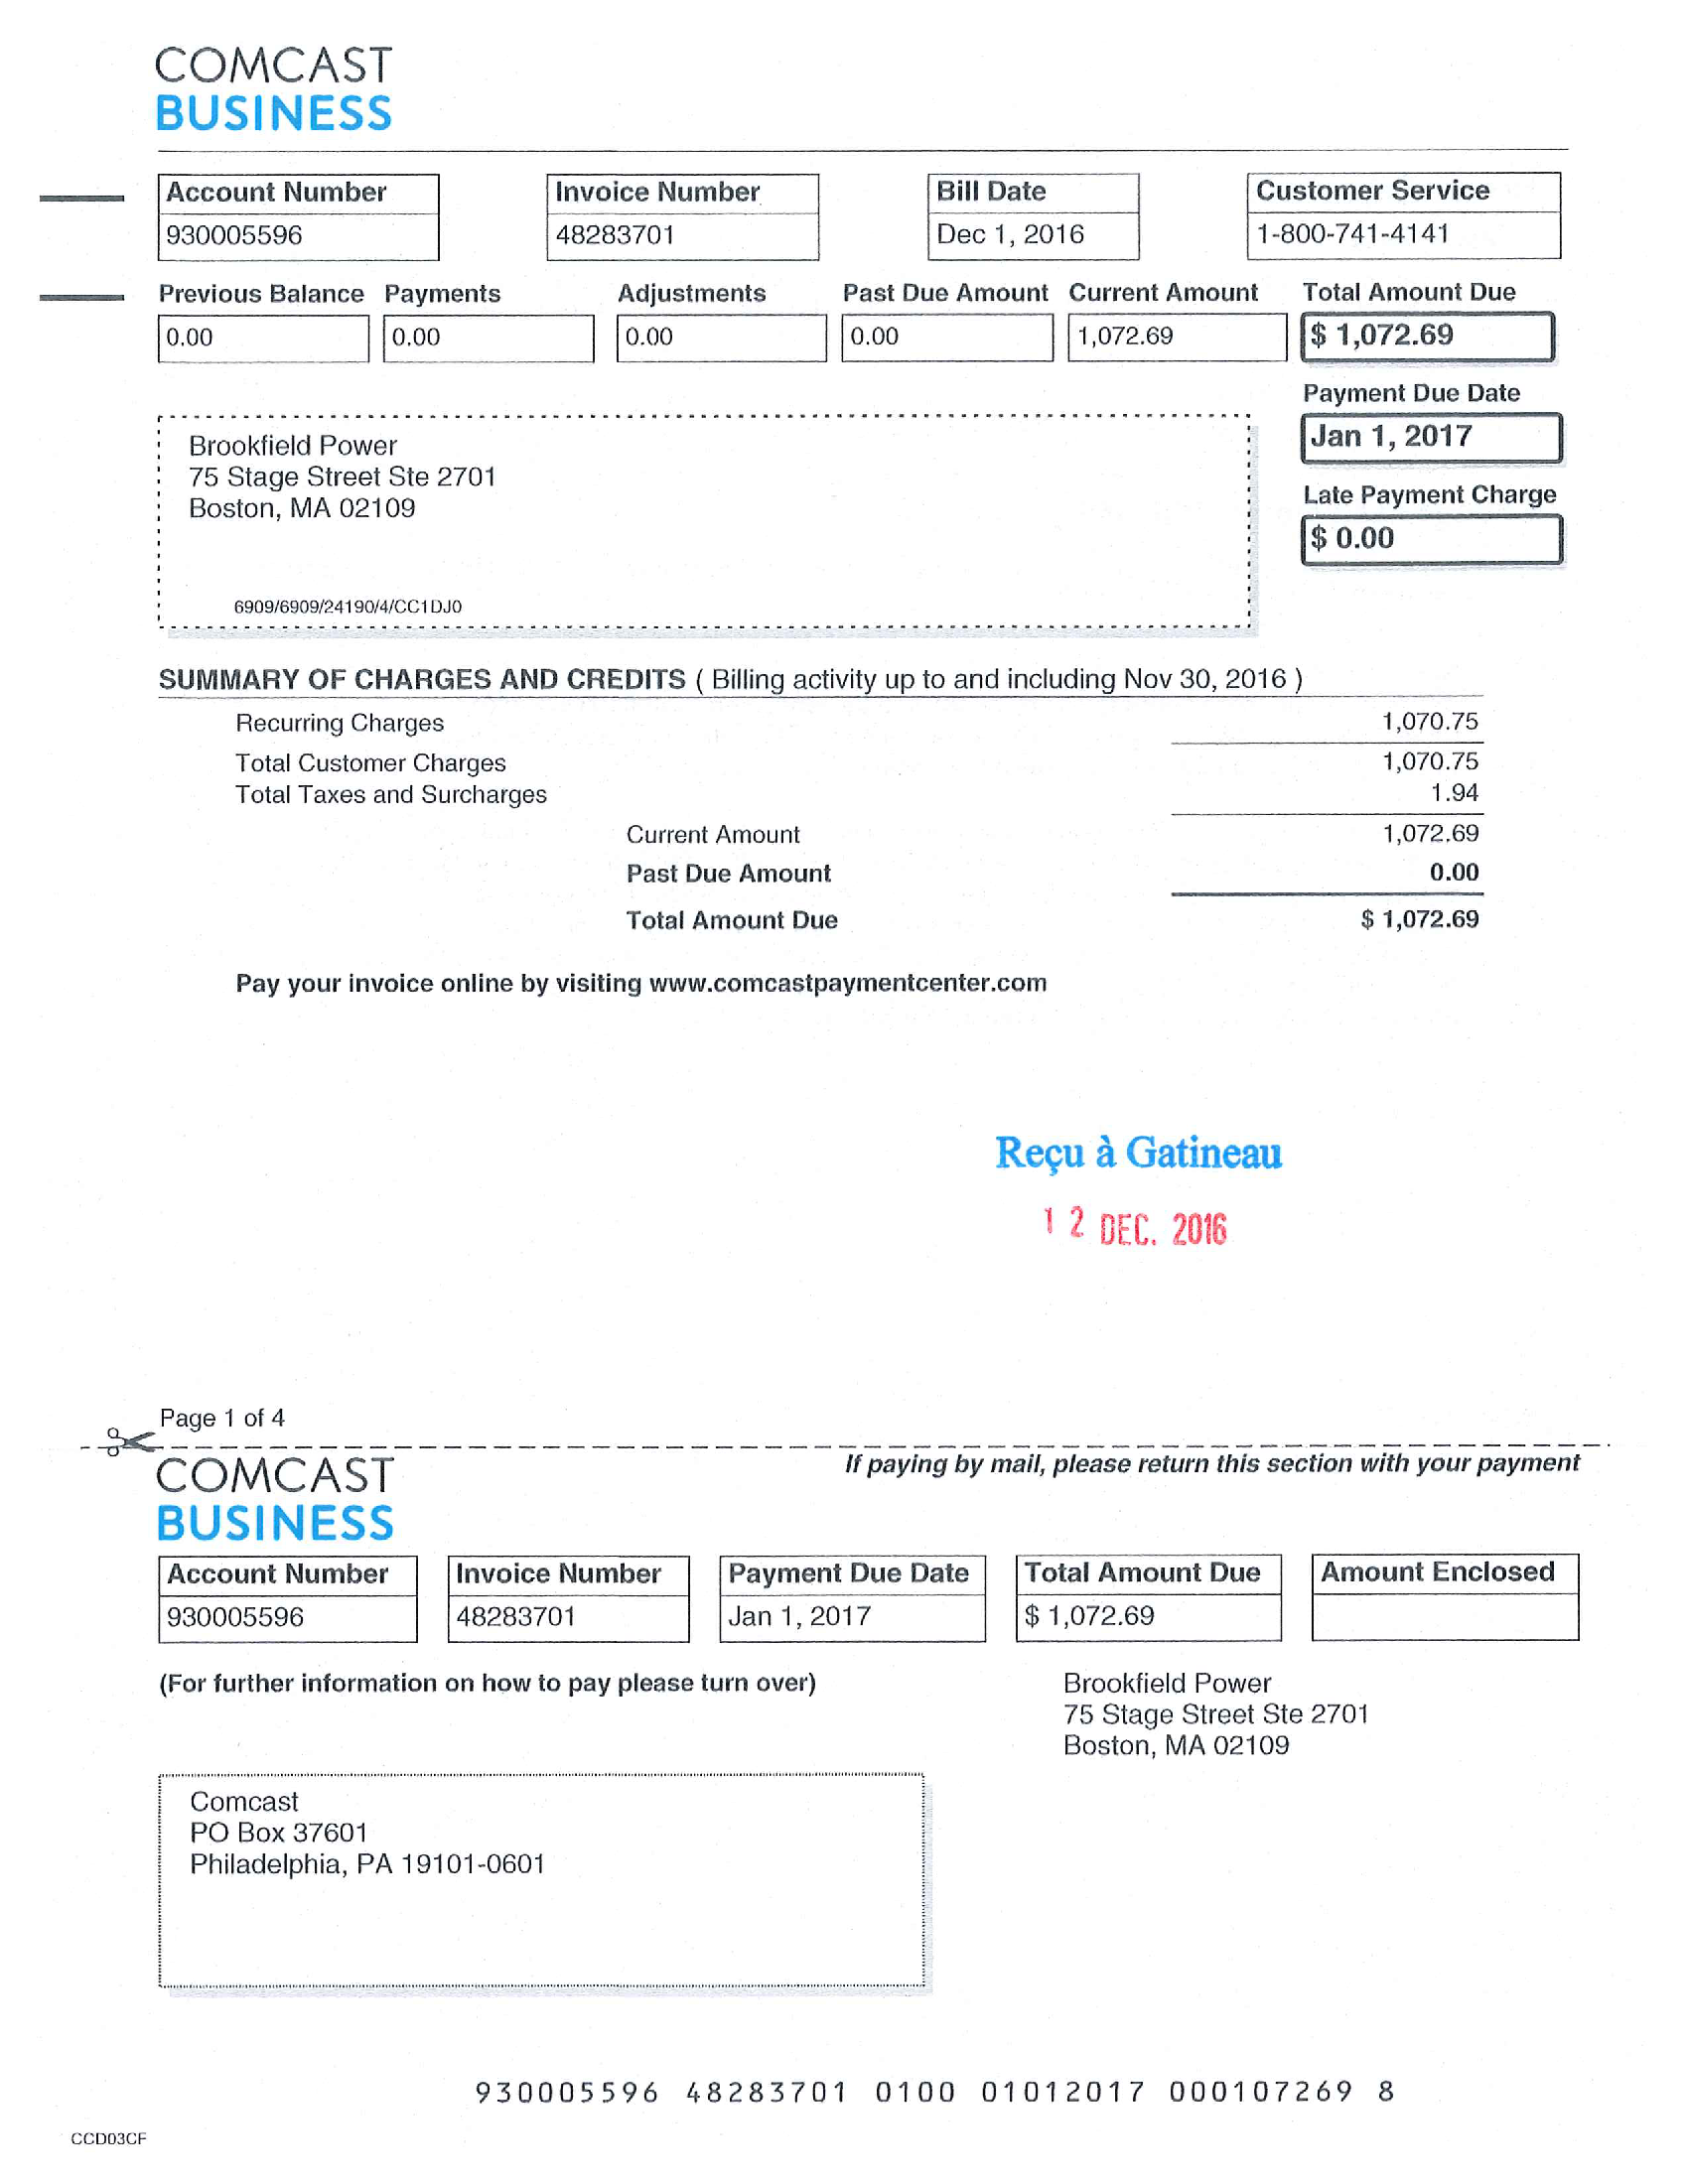 COMCAST
BUSINESS
Account Number Invoice Number Bill Date Customer Service
930005596 48283701 Dec 1, 2016 1-800-741-4141
Previous Balance Payments Adjustments Past Due Amount Current Amount Total Amount Due
0.00 0.00 0.00 0.00 1,072.69 $ 1,072.69
Payment Due Date
Jan 1, 2017
Late Payment Charge
$ 0.00
Brookfield Power
75 Stage Street Ste 2701
Boston, MA 02109
6909/6909/24190/4/CC1DJ0
SUMMARY OF CHARGES AND CREDITS ( Billing activity up to and including Nov 30, 2016 )
Recurring Charges 1,070.75
Total Customer Charges 1,070.75
Total Taxes and Surcharges 1.94
Current Amount 1,072.69
Past Due Amount 0.00
Total Amount Due $ 1,072.69
Pay your invoice online by visiting www.comcastpaymentcenter.com
Reçu à Gatineau
1 2 DEC. 2016
Page 1 of 4
If paying by mail, please return this section with your payment
COMCAST
BUSINESS
Account Number Invoice Number Payment Due Date Total Amount Due Amount Enclosed
930005596 48283701 Jan 1, 2017 $ 1,072.69
(For further information on how to pay please turn over)
Brookfield Power
75 Stage Street Ste 2701
Boston, MA 02109
Comcast
PO Box 37601
Philadelphia, PA 19101-0601
930005596 48283701 0100 01012017 000107269 8
CCD03CF